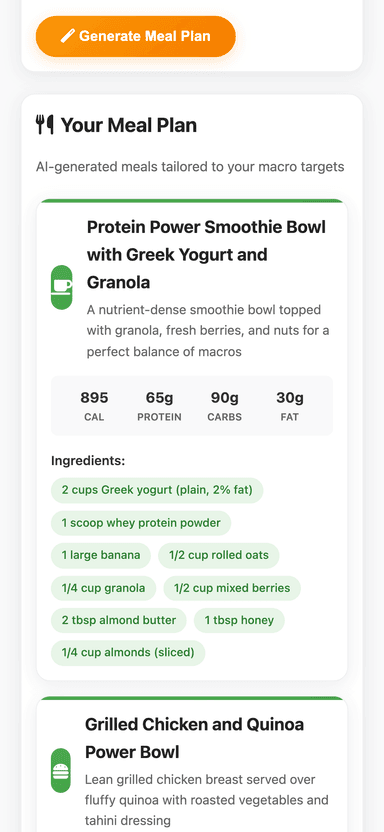 Generate Meal Plan
Your Meal Plan
AI-generated meals tailored to your macro targets
Protein Power Smoothie Bowl
with Greek Yogurt and
Granola
A nutrient-dense smoothie bowl topped
with granola, fresh berries, and nuts for a
perfect balance of macros
895 65g 90g 30g
CAL PROTEIN CARBS FAT
Ingredients:
2 cups Greek yogurt (plain, 2% fat)
1 scoop whey protein powder
1 large banana 1/2 cup rolled oats
1/4 cup granola 1/2 cup mixed berries
2 tbsp almond butter 1 tbsp honey
1/4 cup almonds (sliced)
Grilled Chicken and Quinoa
Power Bowl
Lean grilled chicken breast served over
fluffy quinoa with roasted vegetables and
tahini dressing